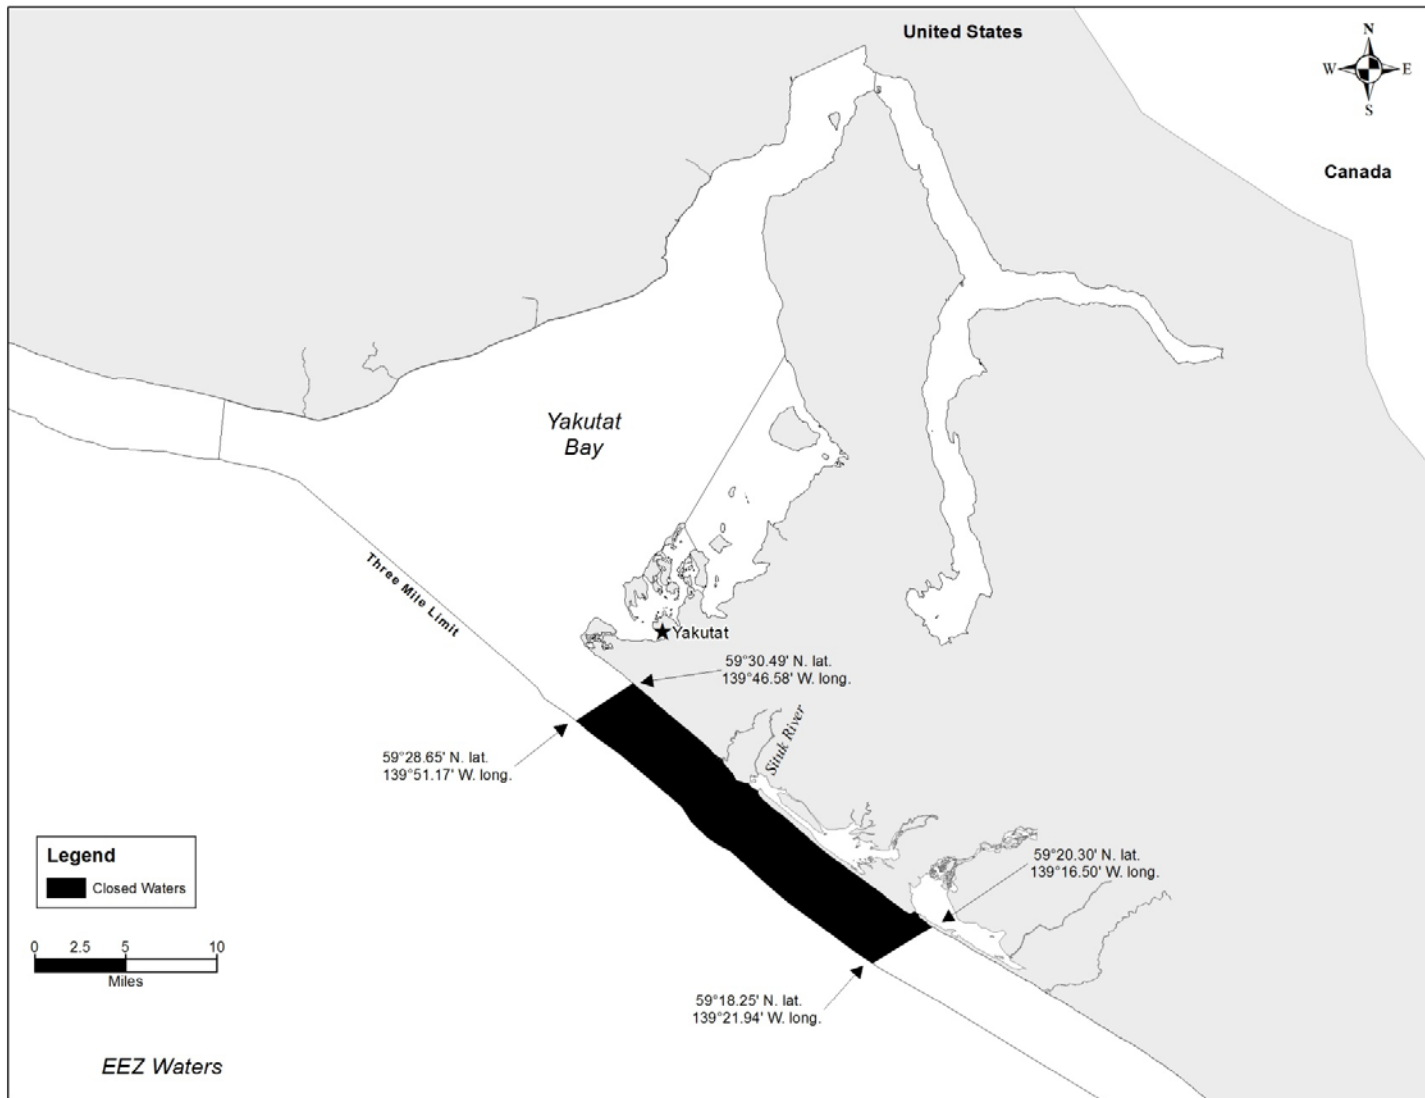 United States
N
W
E
S
Canada
Yakutat
Bay
Three Mile Limit
Yakutat
59°30.49' N. lat.
139°46.58' W. long.
Situk River
59°28.65' N. lat.
139°51.17' W. long.
Legend
Closed Waters
59°20.30' N. lat.
139°16.50' W. long.
0 2.5 5 10
Miles
59°18.25' N. lat.
139°21.94' W. long.
EEZ Waters